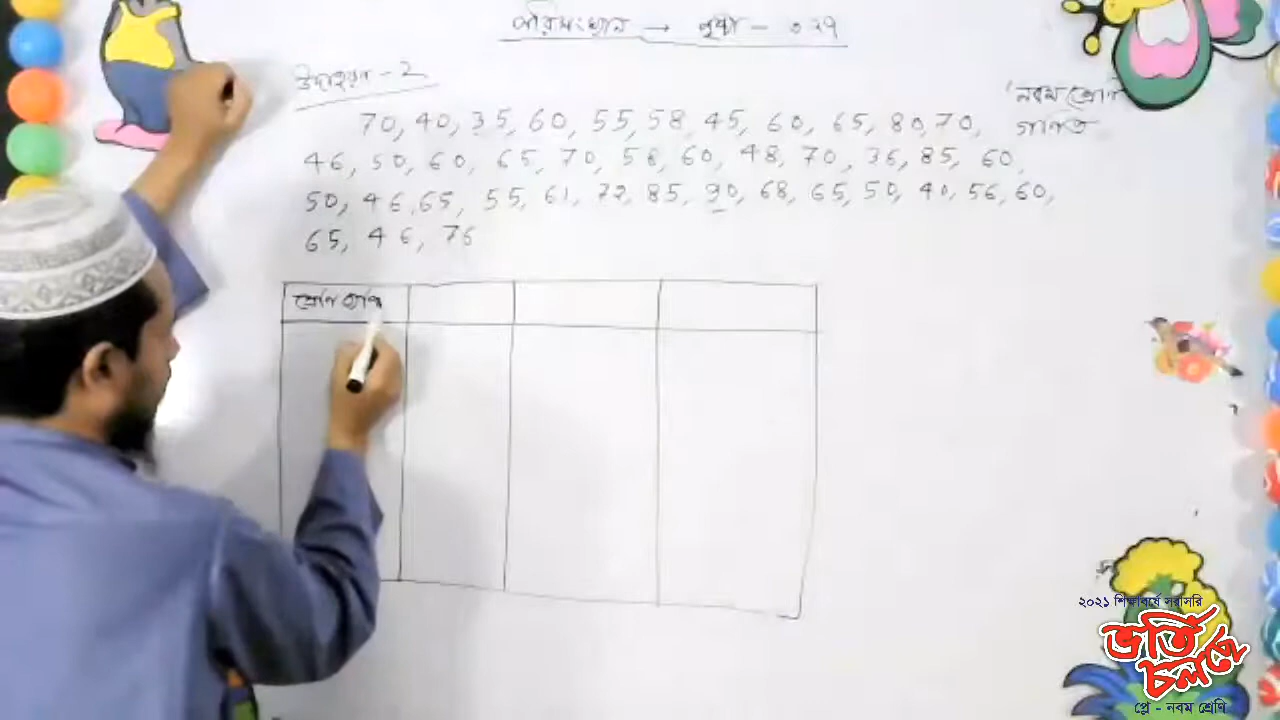 পরিসংখ্যান → পৃষ্ঠা - ৩২৭
উদাহরণ - 2
নবম শ্রেণি
গণিত
70, 40, 35, 60, 55, 58, 45, 60, 65, 80, 70,
46, 50, 60, 65, 70, 58, 60, 48, 70, 36, 85, 60,
50, 46, 65, 55, 61, 72, 85, 90, 68, 65, 50, 40, 56, 60,
65, 46, 76
শ্রেণি ব্যাপ্তি
২০২১ শিক্ষাবর্ষে সরাসরি
ভর্তি
চলছে
প্লে - নবম শ্রেণি